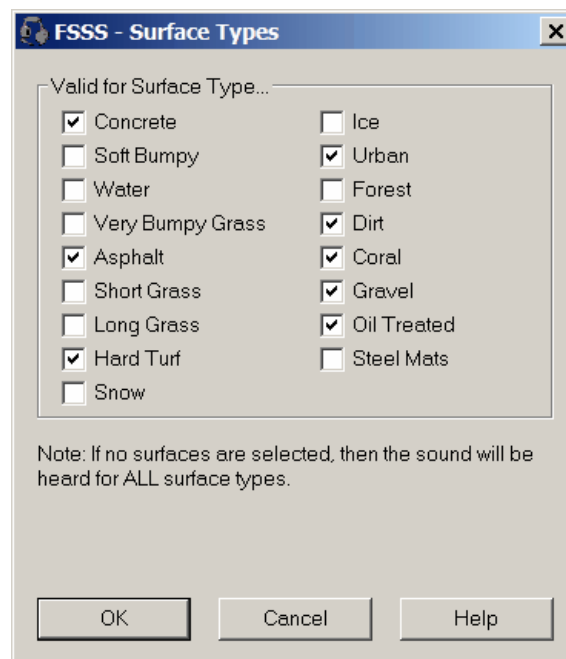 FSSS - Surface Types
Valid for Surface Type...
Concrete
Soft Bumpy
Water
Very Bumpy Grass
Asphalt
Short Grass
Long Grass
Hard Turf
Snow
Ice
Urban
Forest
Dirt
Coral
Gravel
Oil Treated
Steel Mats
Note: If no surfaces are selected, then the sound will be
heard for ALL surface types.
OK
Cancel
Help